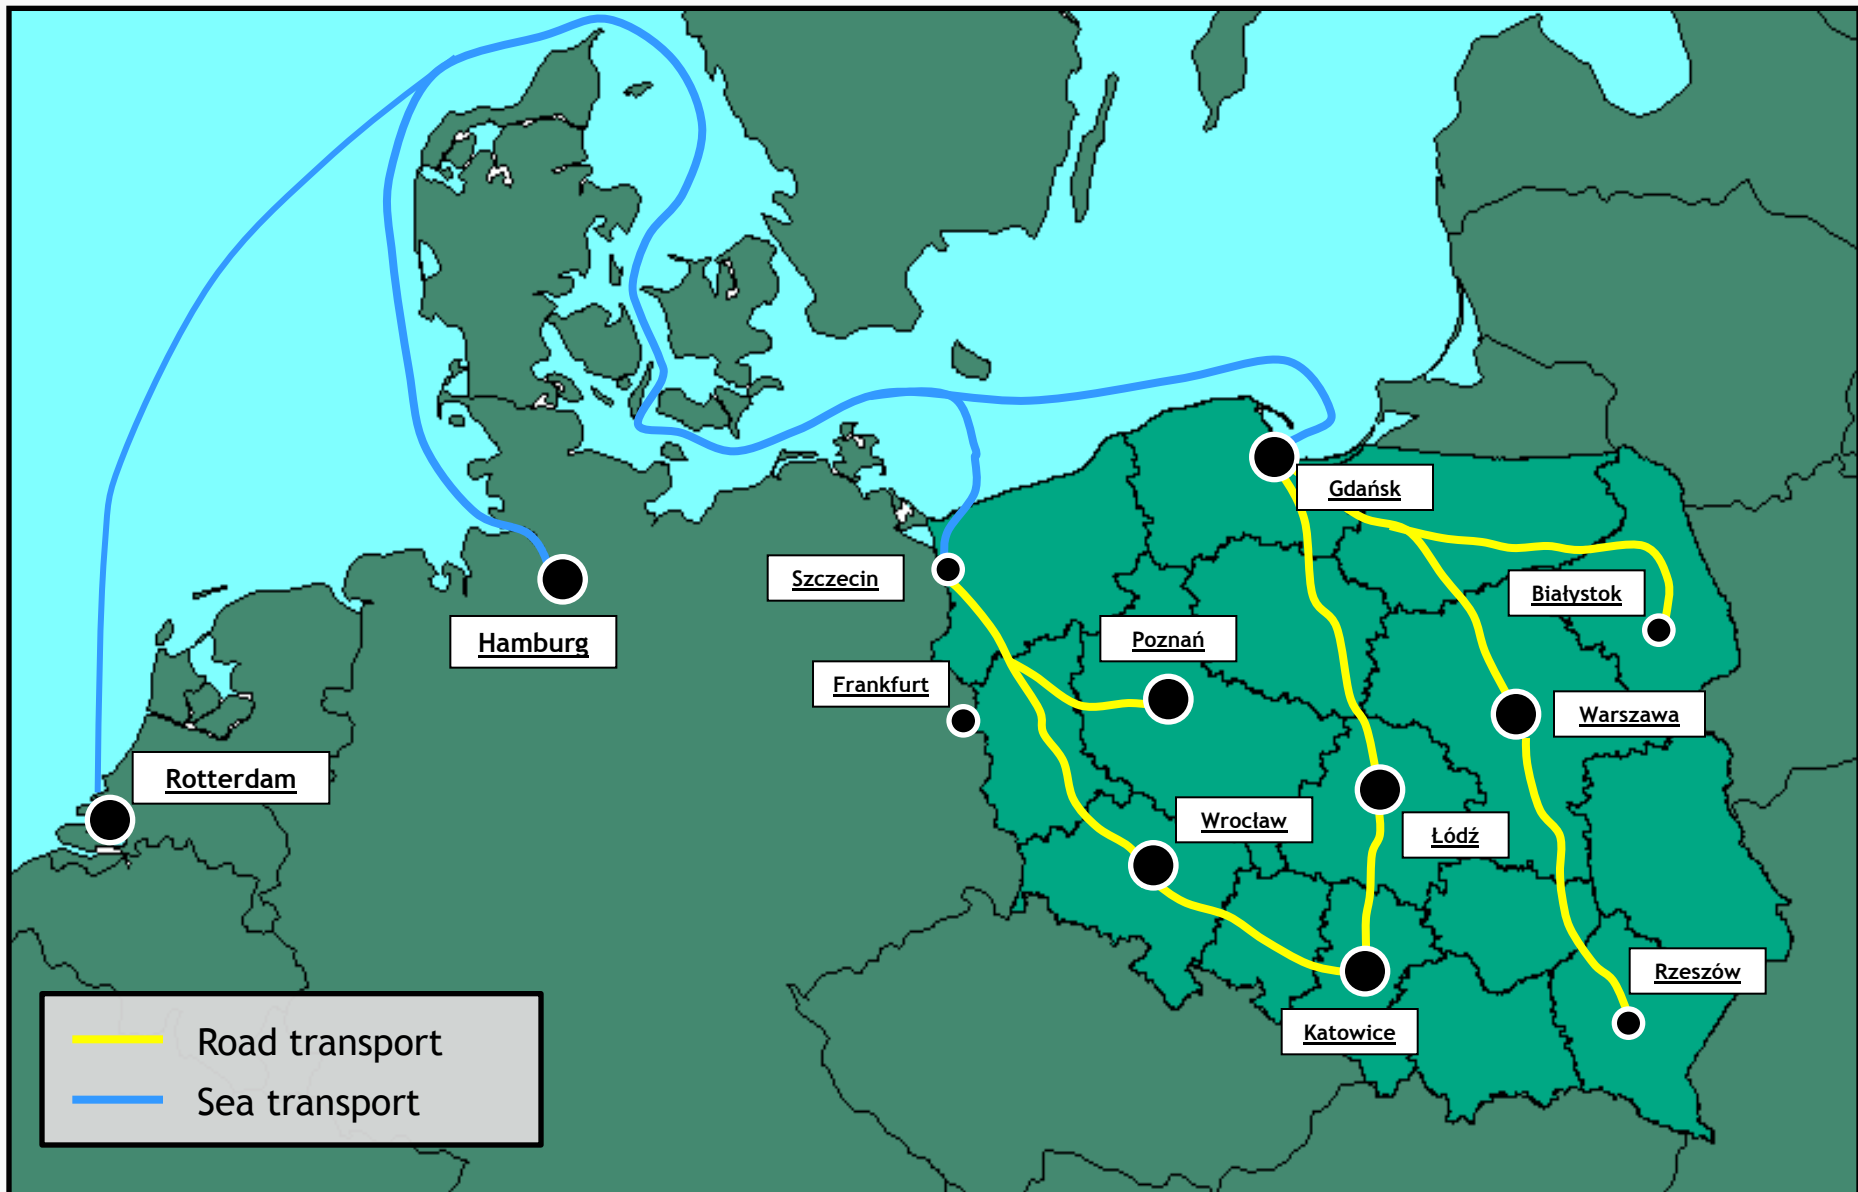 Gdańsk
Szczecin
Białystok
Hamburg
Poznań
Frankfurt
Warszawa
Rotterdam
Wrocław
Łódź
Rzeszów
Katowice
Road transport
Sea transport